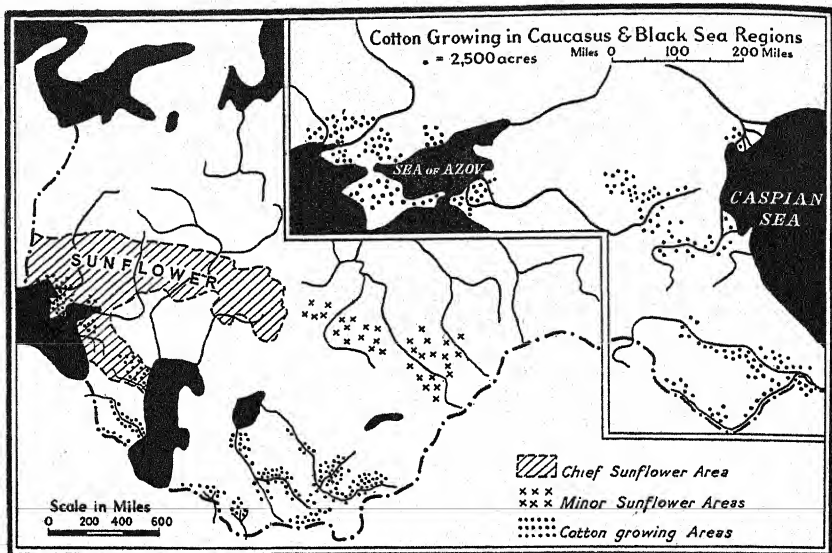 Cotton Growing in Caucasus & Black Sea Regions
• = 2,500 acres
Miles 0 100 200 Miles
SEA OF AZOV
CASPIAN
SEA
SUNFLOWER
Chief Sunflower Area
Minor Sunflower Areas
Cotton growing Areas
Scale in Miles
0 200 400 600